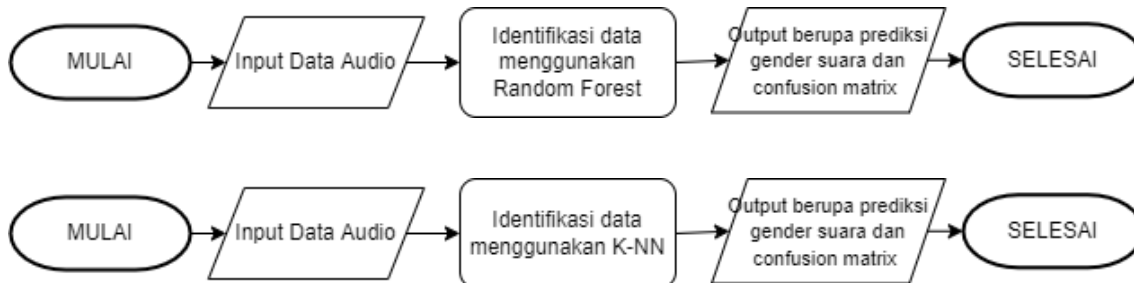 MULAI
Input Data Audio
Identifikasi data
menggunakan
Random Forest
Output berupa prediksi
gender suara dan
confusion matrix
SELESAI
MULAI
Input Data Audio
Identifikasi data
menggunakan K-NN
Output berupa prediksi
gender suara dan
confusion matrix
SELESAI